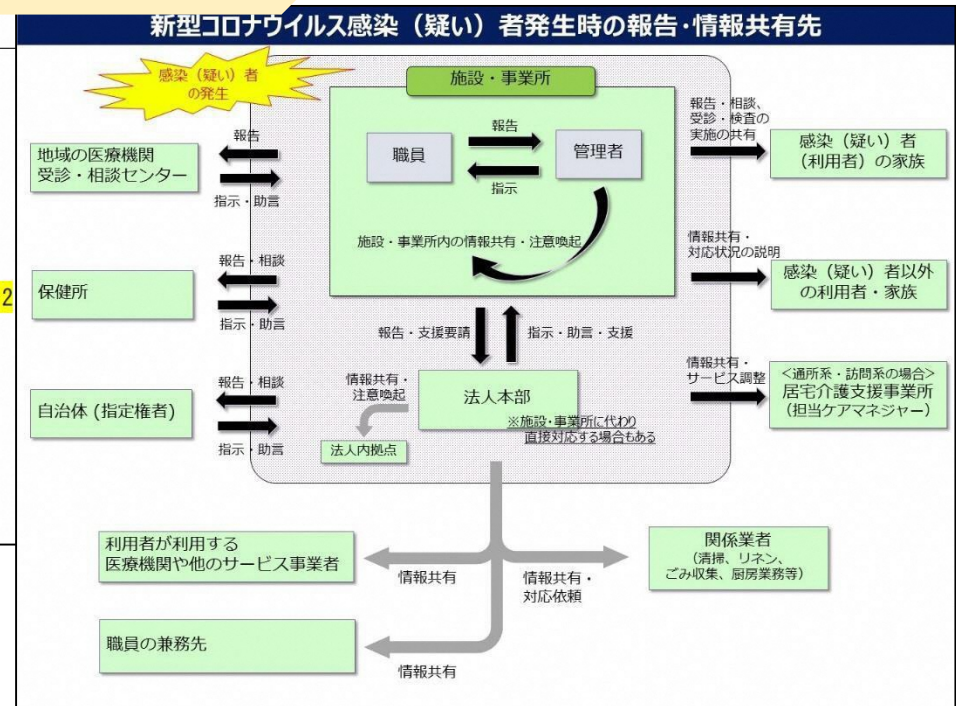 新型コロナウイルス感染（疑い）者発生時の報告・情報共有先
感染（疑い）者
の発生
施設・事業所
職員
報告
指示
管理者
施設・事業所内の情報共有・注意喚起
地域の医療機関
受診・相談センター
報告
指示・助言
2
保健所
報告・相談
指示・助言
自治体 (指定権者)
報告・相談
指示・助言
報告・相談、
受診・検査の
実施の共有
感染（疑い）者
（利用者）の家族
情報共有・
対応状況の説明
感染（疑い）者以外
の利用者・家族
情報共有・
サービス調整
＜通所系・訪問系の場合＞
居宅介護支援事業所
（担当ケアマネジャー）
報告・支援要請
指示・助言・支援
情報共有・
注意喚起
法人本部
※施設・事業所に代わり
直接対応する場合もある
法人内拠点
利用者が利用する
医療機関や他のサービス事業者
情報共有
情報共有・
対応依頼
関係業者
（清掃、リネン、
ごみ収集、厨房業務等）
職員の兼務先
情報共有